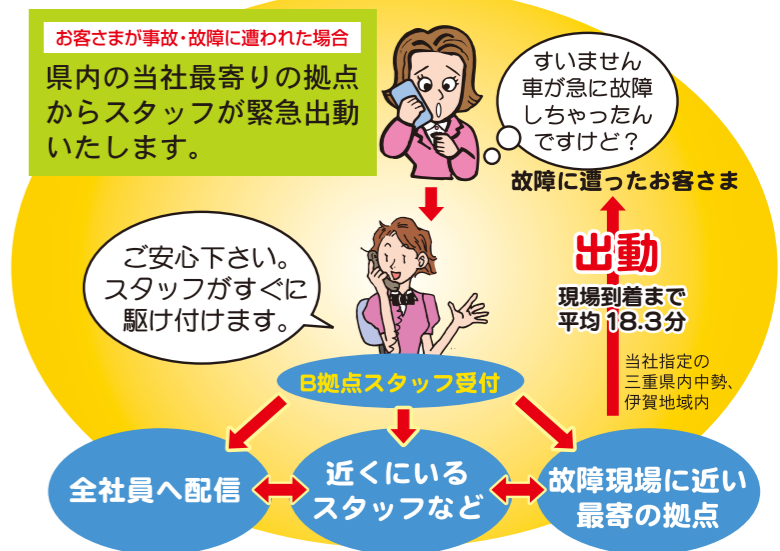 お客さまが事故・故障に遭われた場合
県内の当社最寄りの拠点
からスタッフが緊急出動
いたします。
すいません
車が急に故障
しちゃったん
ですけど？
故障に遭ったお客さま
ご安心下さい。
スタッフがすぐに
駆け付けます。
出動
現場到着まで
平均18.3分
当社指定の
三重県内中勢、
伊賀地域内
B拠点スタッフ受付
全社員へ配信
近くにいる
スタッフなど
故障現場に近い
最寄の拠点